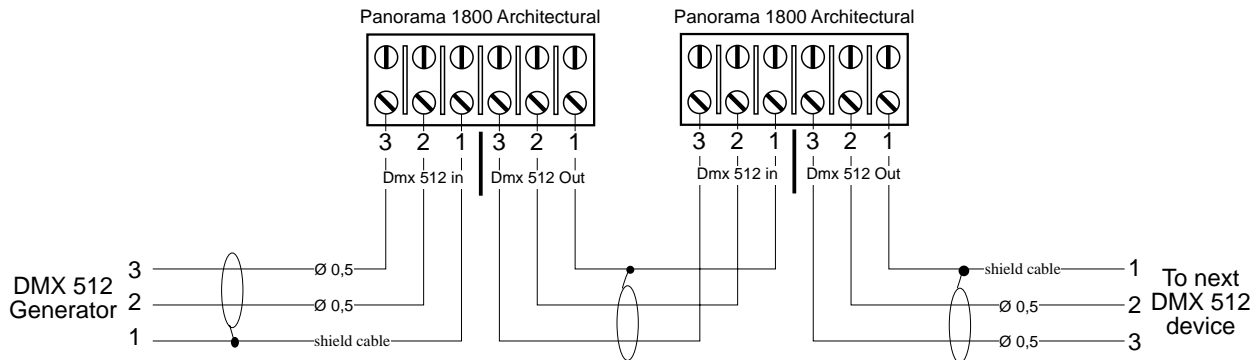 Panorama 1800 Architectural Panorama 1800 Architectural
3 2 1 3 2 1 3 2 1 3 2 1
Dmx 512 in Dmx 512 Out Dmx 512 in Dmx 512 Out
DMX 512
Generator
3 Ø 0,5
2 Ø 0,5
1 shield cable
shield cable 1
Ø 0,5 2
Ø 0,5 3
To next
DMX 512
device